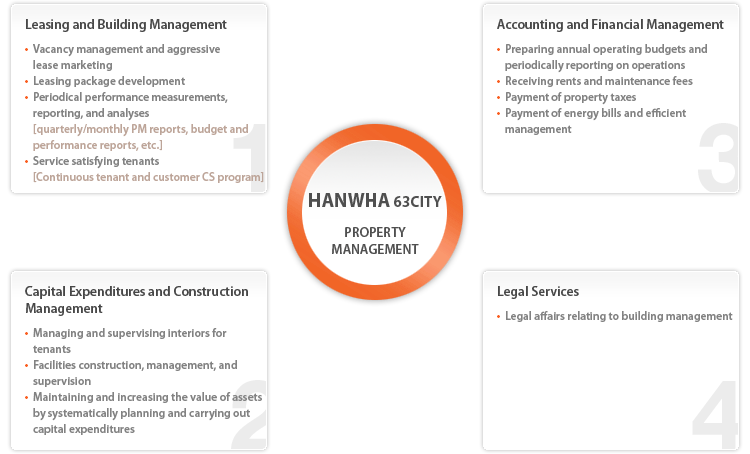 Leasing and Building Management
• Vacancy management and aggressive
lease marketing
• Leasing package development
• Periodical performance measurements,
reporting, and analyses
[quarterly/monthly PM reports, budget and
performance reports, etc.]
• Service satisfying tenants
[Continuous tenant and customer CS program]
1
Accounting and Financial Management
• Preparing annual operating budgets and
periodically reporting on operations
• Receiving rents and maintenance fees
• Payment of property taxes
• Payment of energy bills and efficient
management
3
HANWHA 63CITY
PROPERTY
MANAGEMENT
Capital Expenditures and Construction
Management
• Managing and supervising interiors for
tenants
• Facilities construction, management, and
supervision
• Maintaining and increasing the value of assets
by systematically planning and carrying out
capital expenditures
2
Legal Services
• Legal affairs relating to building management
4